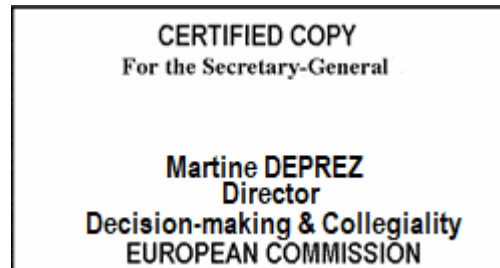 CERTIFIED COPY
For the Secretary-General
Martine DEPREZ
Director
Decision-making & Collegiality
EUROPEAN COMMISSION